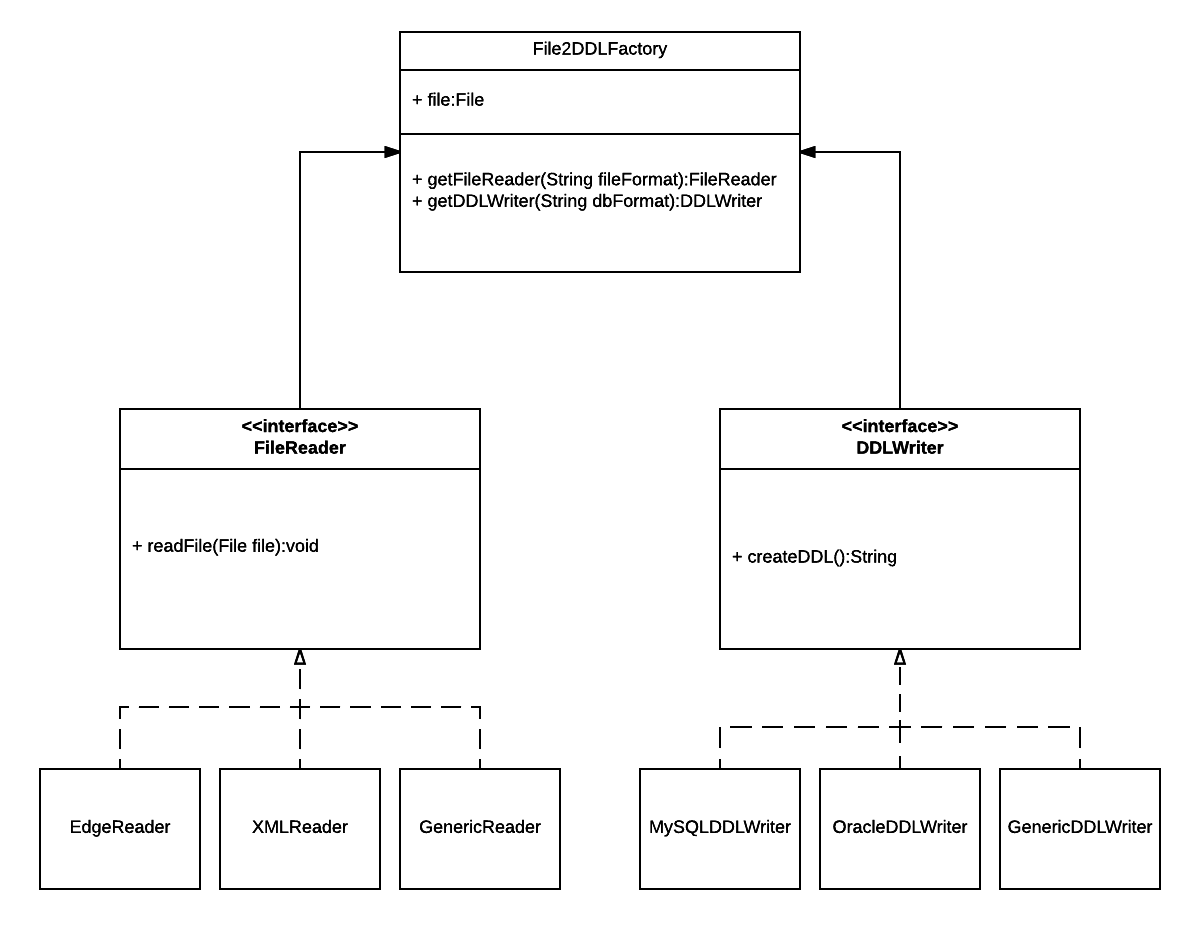 File2DDLFactory
+ file:File
+ getFileReader(String fileFormat):FileReader
+ getDDLWriter(String dbFormat):DDLWriter
<<interface>>
FileReader
+ readFile(File file):void
<<interface>>
DDLWriter
+ createDDL():String
EdgeReader
XMLReader
GenericReader
MySQLDDLWriter
OracleDDLWriter
GenericDDLWriter